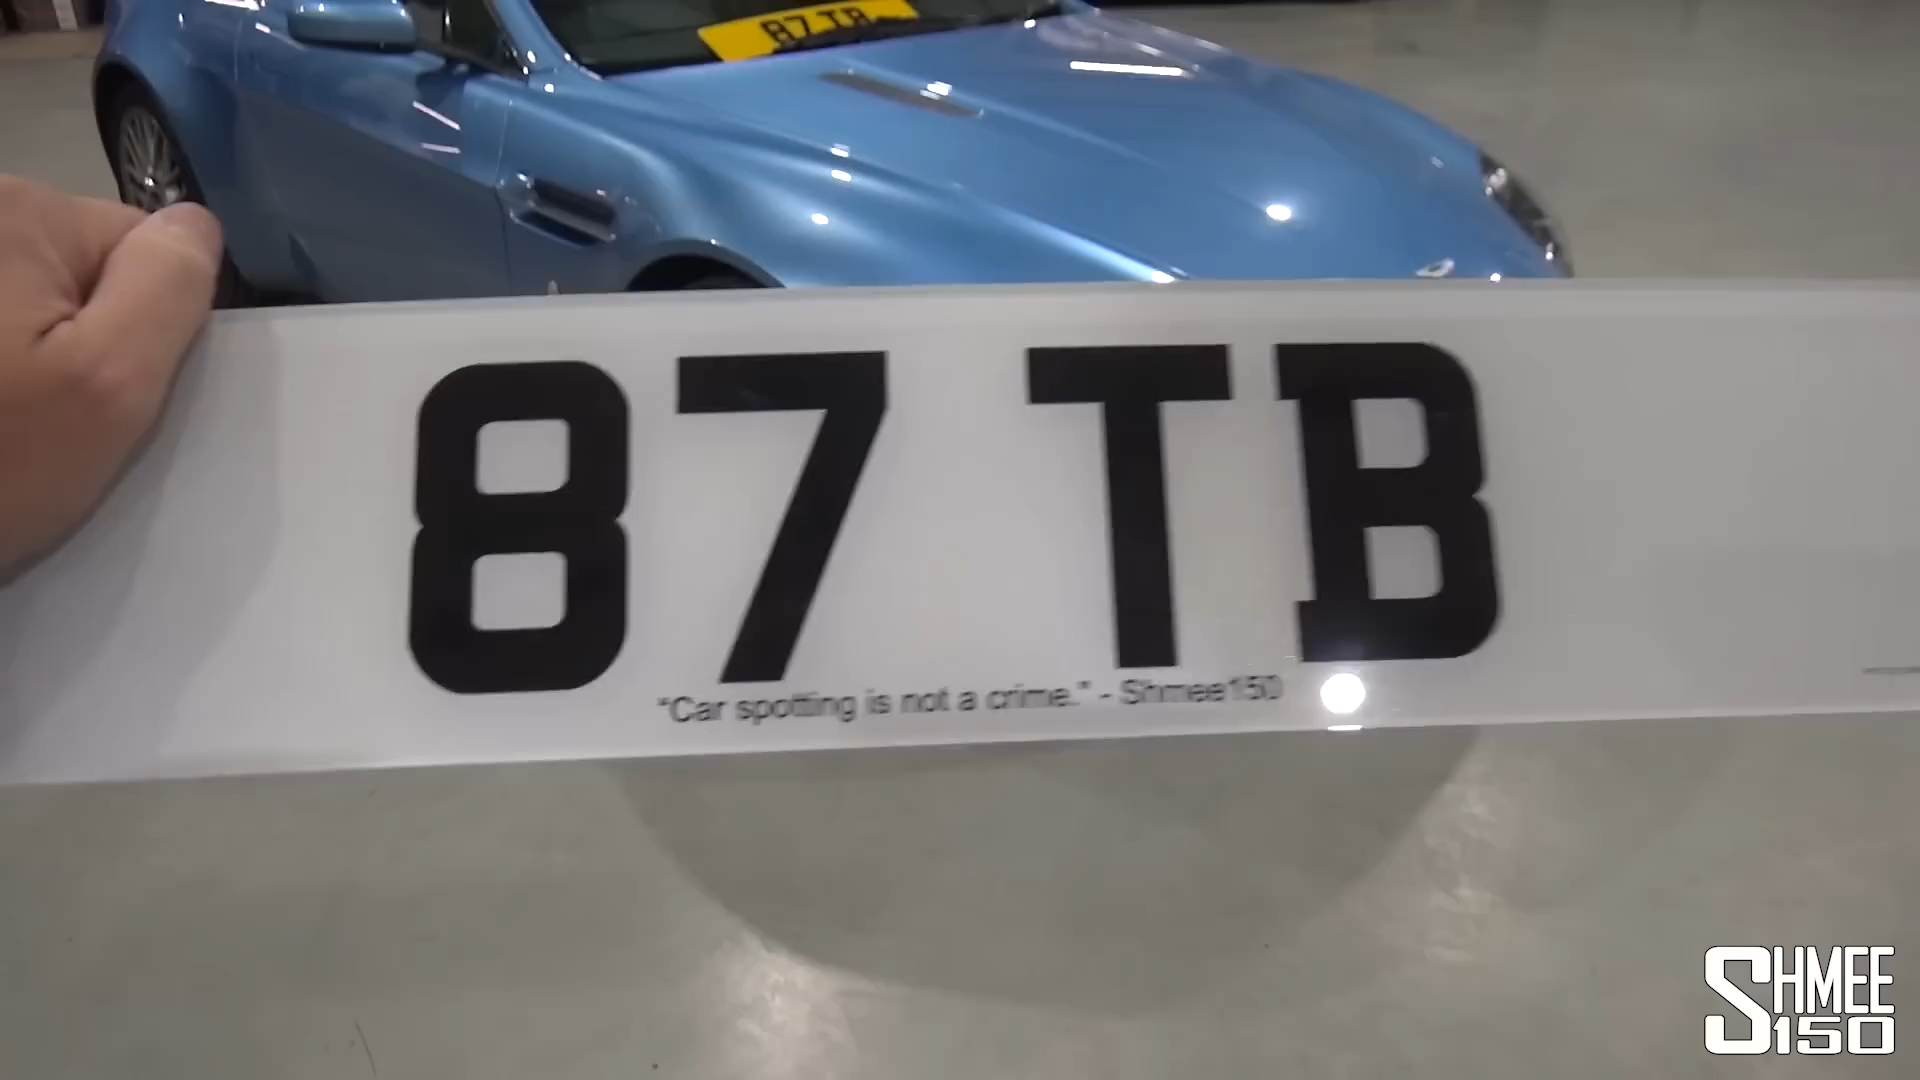 87 TB
87 TB
"Car spotting is not a crime." - Shmee150
SHMEE
150